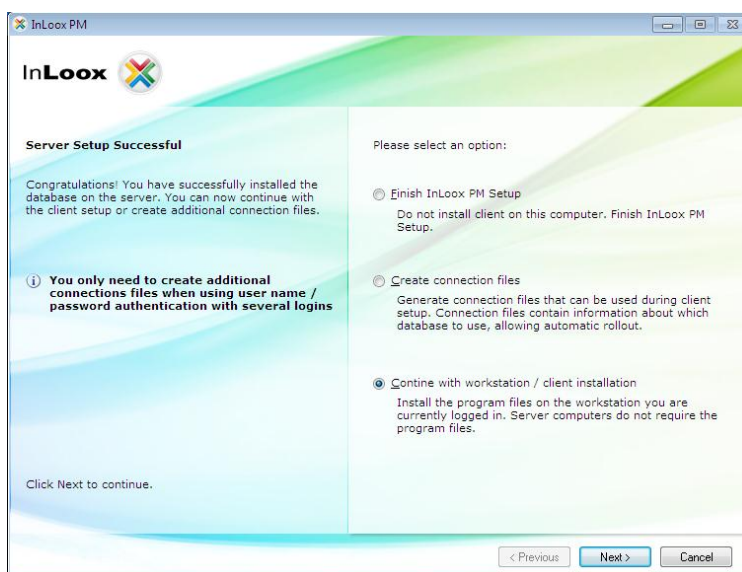 InLoox PM
InLoox
Server Setup Successful
Congratulations! You have successfully installed the
database on the server. You can now continue with
the client setup or create additional connection files.
You only need to create additional
connections files when using user name /
password authentication with several logins
Click Next to continue.
Please select an option:
Finish InLoox PM Setup
Do not install client on this computer. Finish InLoox PM
Setup.
Create connection files
Generate connection files that can be used during client
setup. Connection files contain information about which
database to use, allowing automatic rollout.
Contine with workstation / client installation
Install the program files on the workstation you are
currently logged in. Server computers do not require the
program files.
< Previous
Next >
Cancel